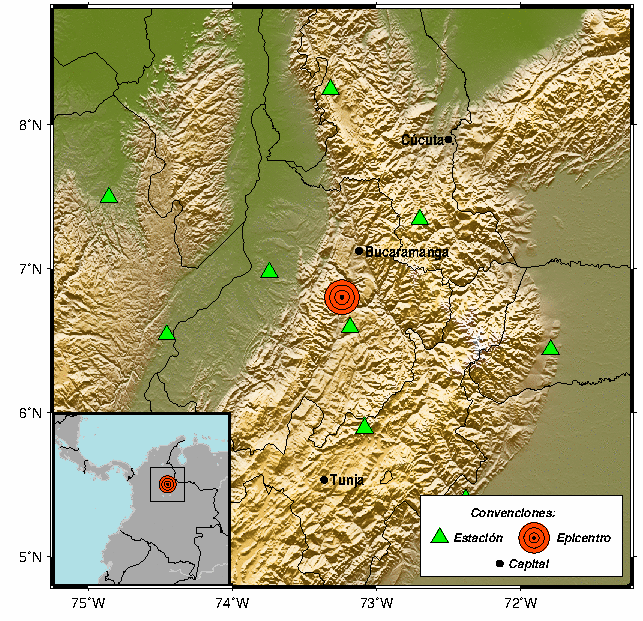 8°N
Cúcuta
Bucaramanga
7°N
6°N
Tunja
Convenciones:
Estación
Epicentro
Capital
5°N
75°W
74°W
73°W
72°W